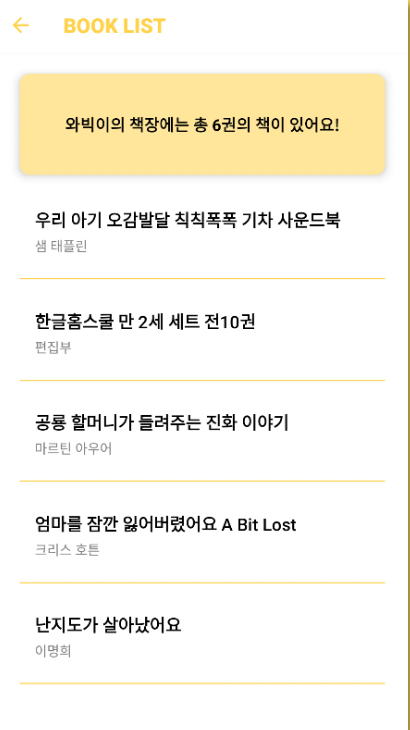 BOOK LIST
와빅이의 책장에는 총 6권의 책이 있어요!
우리 아기 오감발달 칙칙폭폭 기차 사운드북
샘 태플린
한글홈스쿨 만 2세 세트 전10권
편집부
공룡 할머니가 들려주는 진화 이야기
마르틴 아우어
엄마를 잠깐 잃어버렸어요 A Bit Lost
크리스 호튼
난지도가 살아났어요
이명희